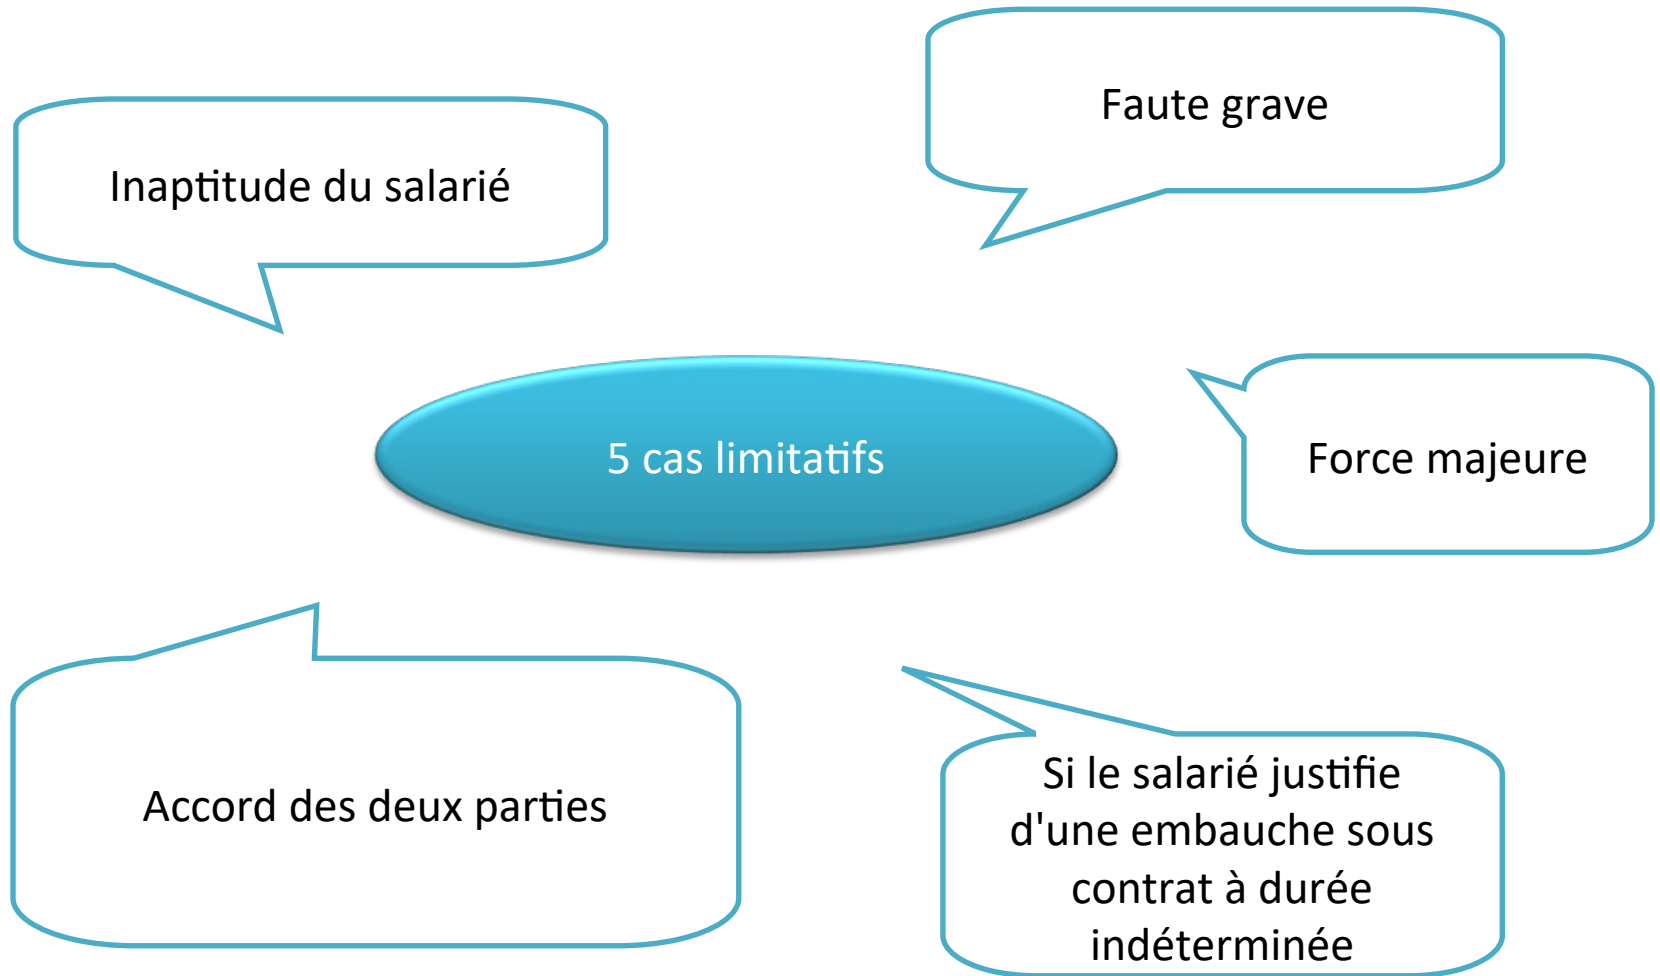 Faute grave
Inaptitude du salarié
5 cas limitatifs
Force majeure
Accord des deux parties
Si le salarié justifie
d'une embauche sous
contrat à durée
indéterminée